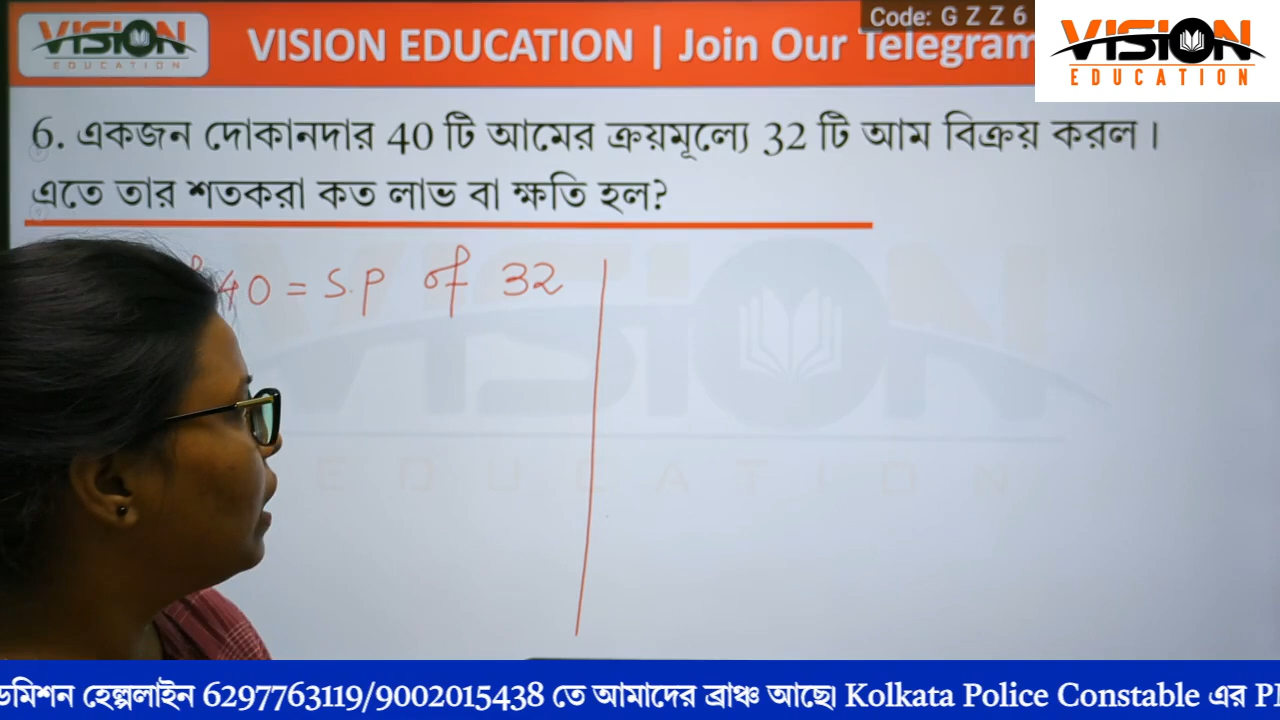 VISION
EDUCATION
VISION EDUCATION | Join Our Telegram
Code: G Z Z 6
VISION
EDUCATION
6. একজন দোকানদার 40 টি আমের ক্রয়মূল্যে 32 টি আম বিক্রয় করল।
এতে তার শতকরা কত লাভ বা ক্ষতি হল?
40 = S.P of 32
VISION
EDUCATION
হেল্পলাইন 6297763119/9002015438 তে আমাদের ব্রাঞ্চ আছে। Kolkata Police Constable এর